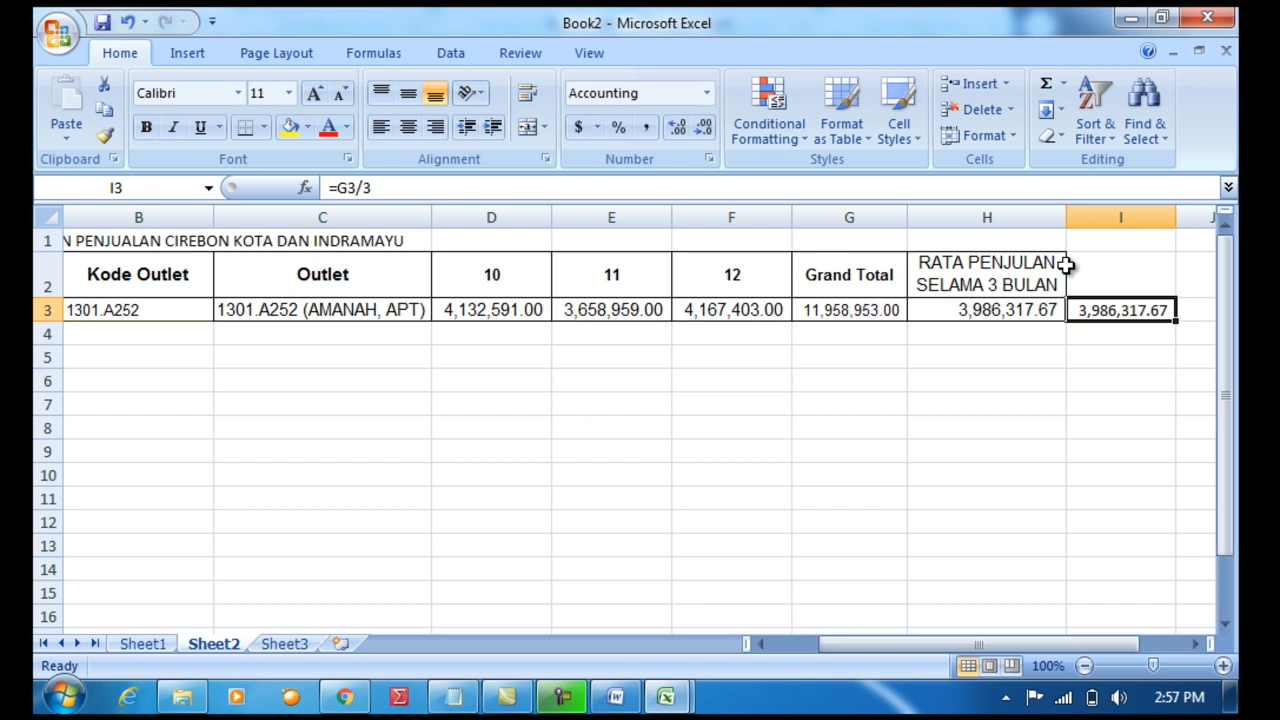 Book2 - Microsoft Excel
Home Insert Page Layout Formulas Data Review View
Calibri 11 A A Accounting Σ Insert
Paste B I U A $ % , .00 .0 Conditional Formatting Format as Table Cell Styles Delete Format Sort & Filter Find & Select
Clipboard Font Alignment Number Styles Cells Editing
I3 fx =G3/3
B C D E F G H I J
1 N PENJUALAN CIREBON KOTA DAN INDRAMAYU
2 Kode Outlet Outlet 10 11 12 Grand Total RATA PENJULAN SELAMA 3 BULAN
3 1301.A252 1301.A252 (AMANAH, APT) 4,132,591.00 3,658,959.00 4,167,403.00 11,958,953.00 3,986,317.67 3,986,317.67
4
5
6
7
8
9
10
11
12
13
14
15
16
Sheet1 Sheet2 Sheet3
Ready 100%
2:57 PM